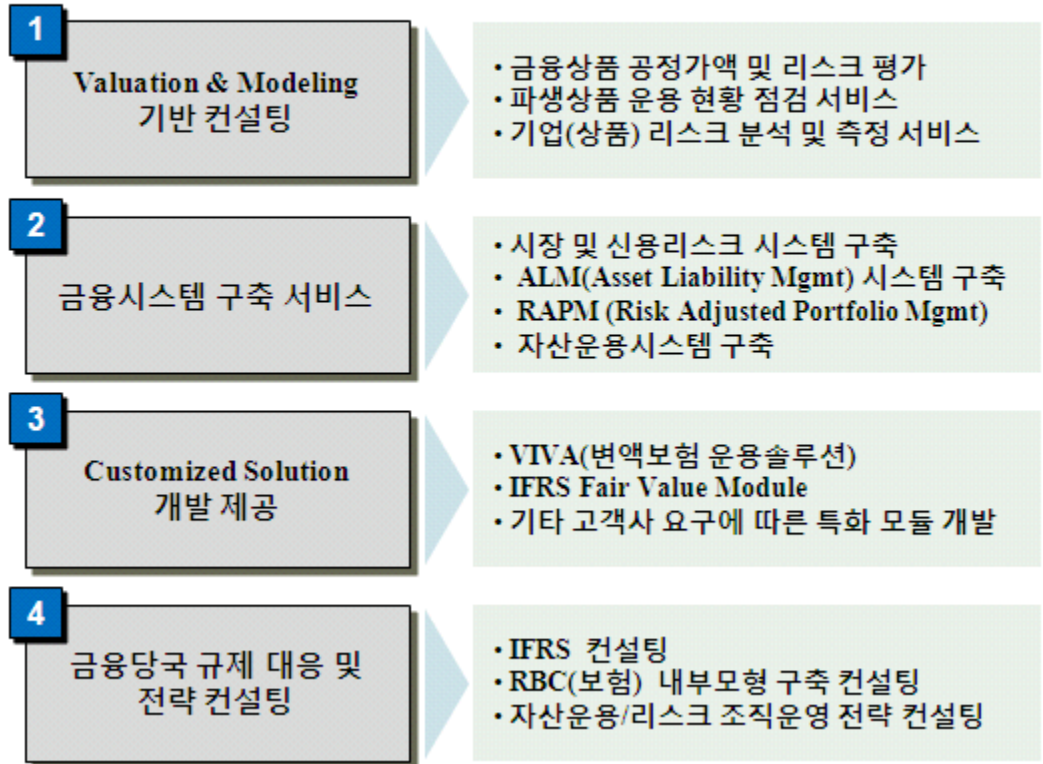 1
Valuation & Modeling
기반 컨설팅
• 금융상품 공정가액 및 리스크 평가
• 파생상품 운용 현황 점검 서비스
• 기업(상품) 리스크 분석 및 측정 서비스
2
금융시스템 구축 서비스
• 시장 및 신용리스크 시스템 구축
• ALM(Asset Liability Mgmt) 시스템 구축
• RAPM (Risk Adjusted Portfolio Mgmt)
• 자산운용시스템 구축
3
Customized Solution
개발 제공
• VIVA(변액보험 운용솔루션)
• IFRS Fair Value Module
• 기타 고객사 요구에 따른 특화 모듈 개발
4
금융당국 규제 대응 및
전략 컨설팅
• IFRS 컨설팅
• RBC(보험) 내부모형 구축 컨설팅
• 자산운용/리스크 조직운영 전략 컨설팅